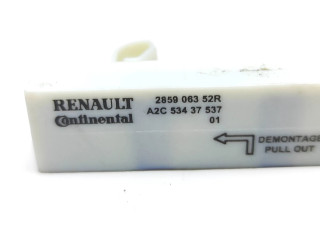 RENAULT 2859 063 52R
Continental A2C 534 37 537
01
DEMONTAGE
PULL OUT